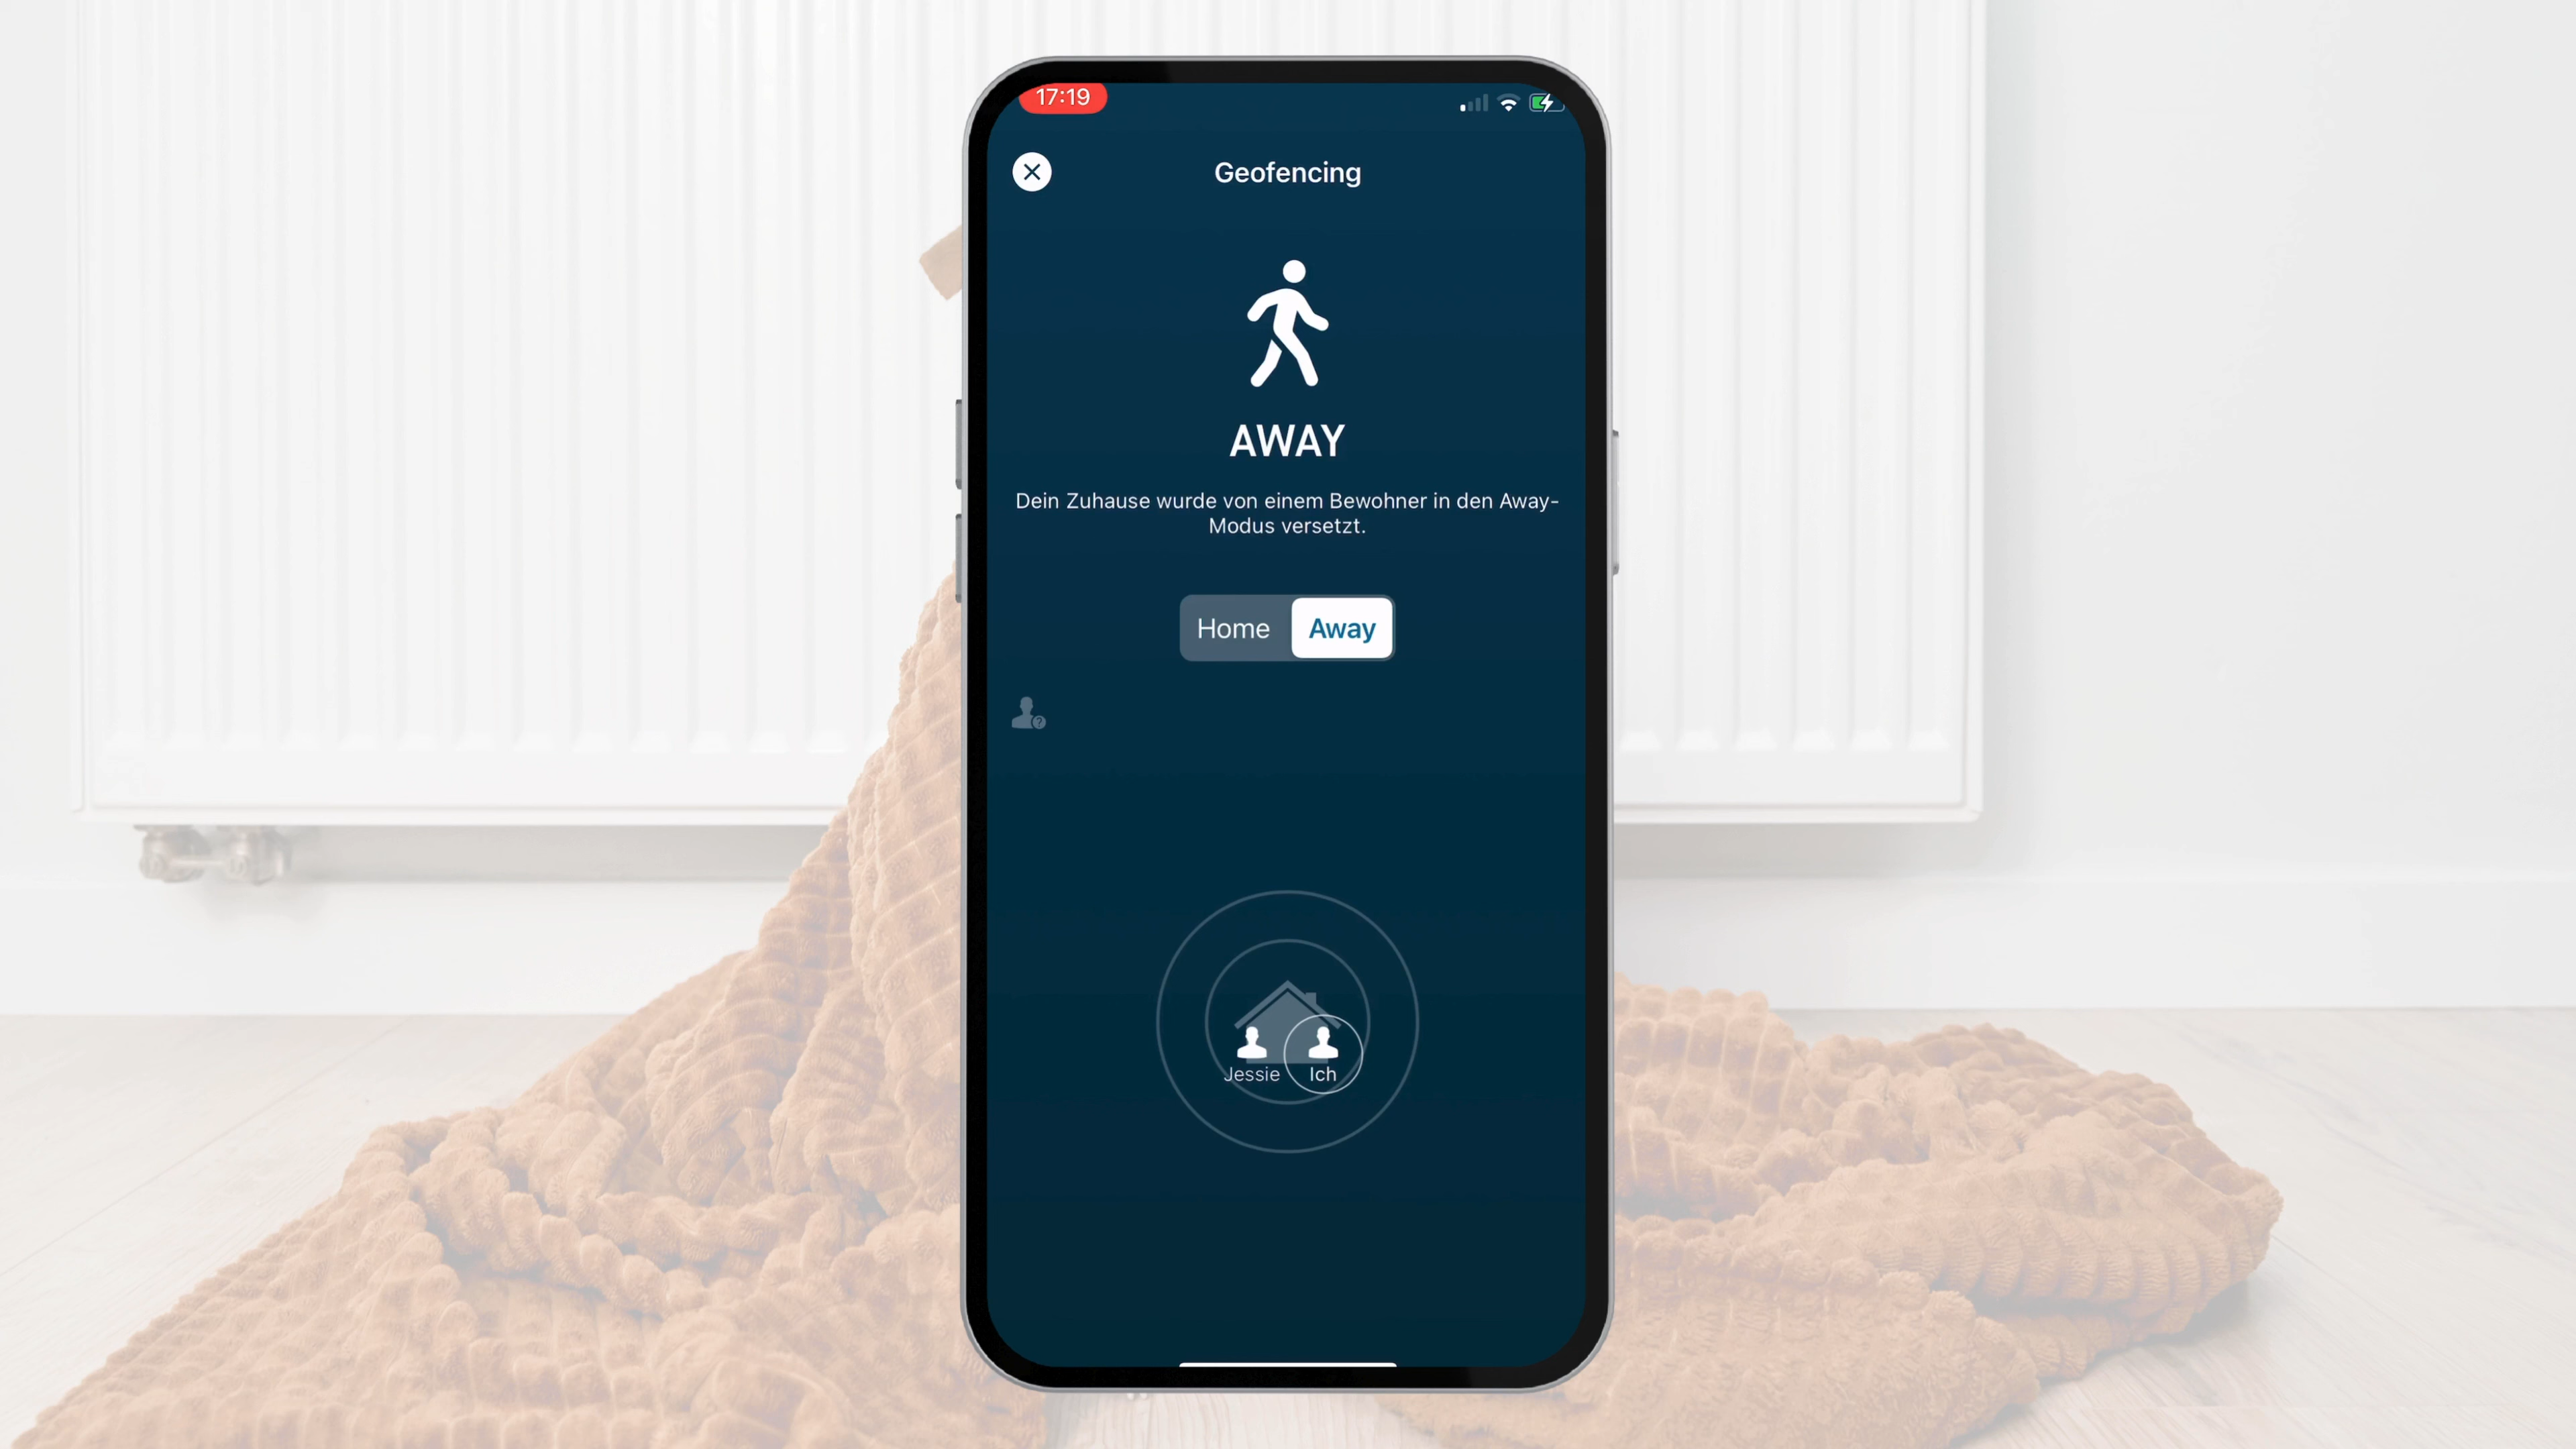 17:19
Geofencing
AWAY
Dein Zuhause wurde von einem Bewohner in den Away-
Modus versetzt.
Home Away
?
Jessie Ich